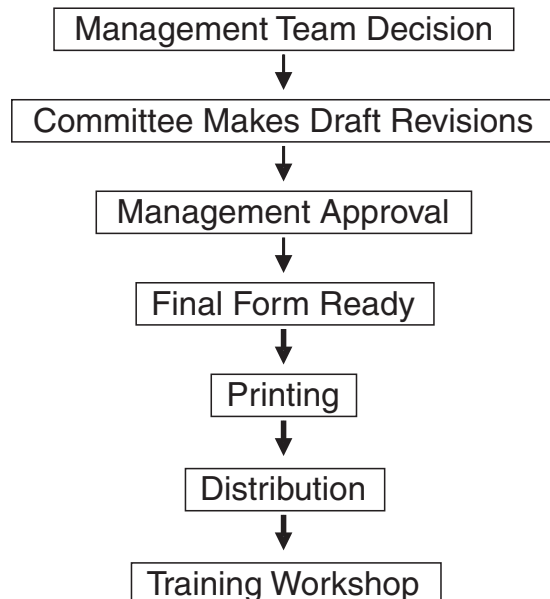 Management Team Decision
Committee Makes Draft Revisions
Management Approval
Final Form Ready
Printing
Distribution
Training Workshop